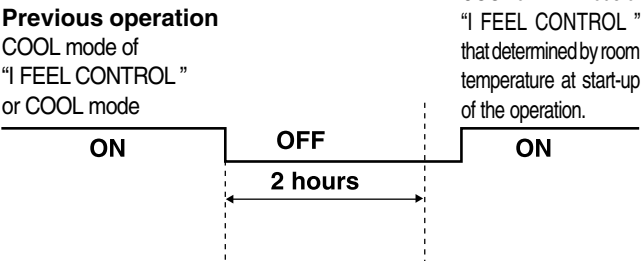 Previous operation
COOL mode of
“I FEEL CONTROL ”
or COOL mode
“I FEEL CONTROL ”
that determined by room
temperature at start-up
of the operation.
ON
OFF
ON
2 hours